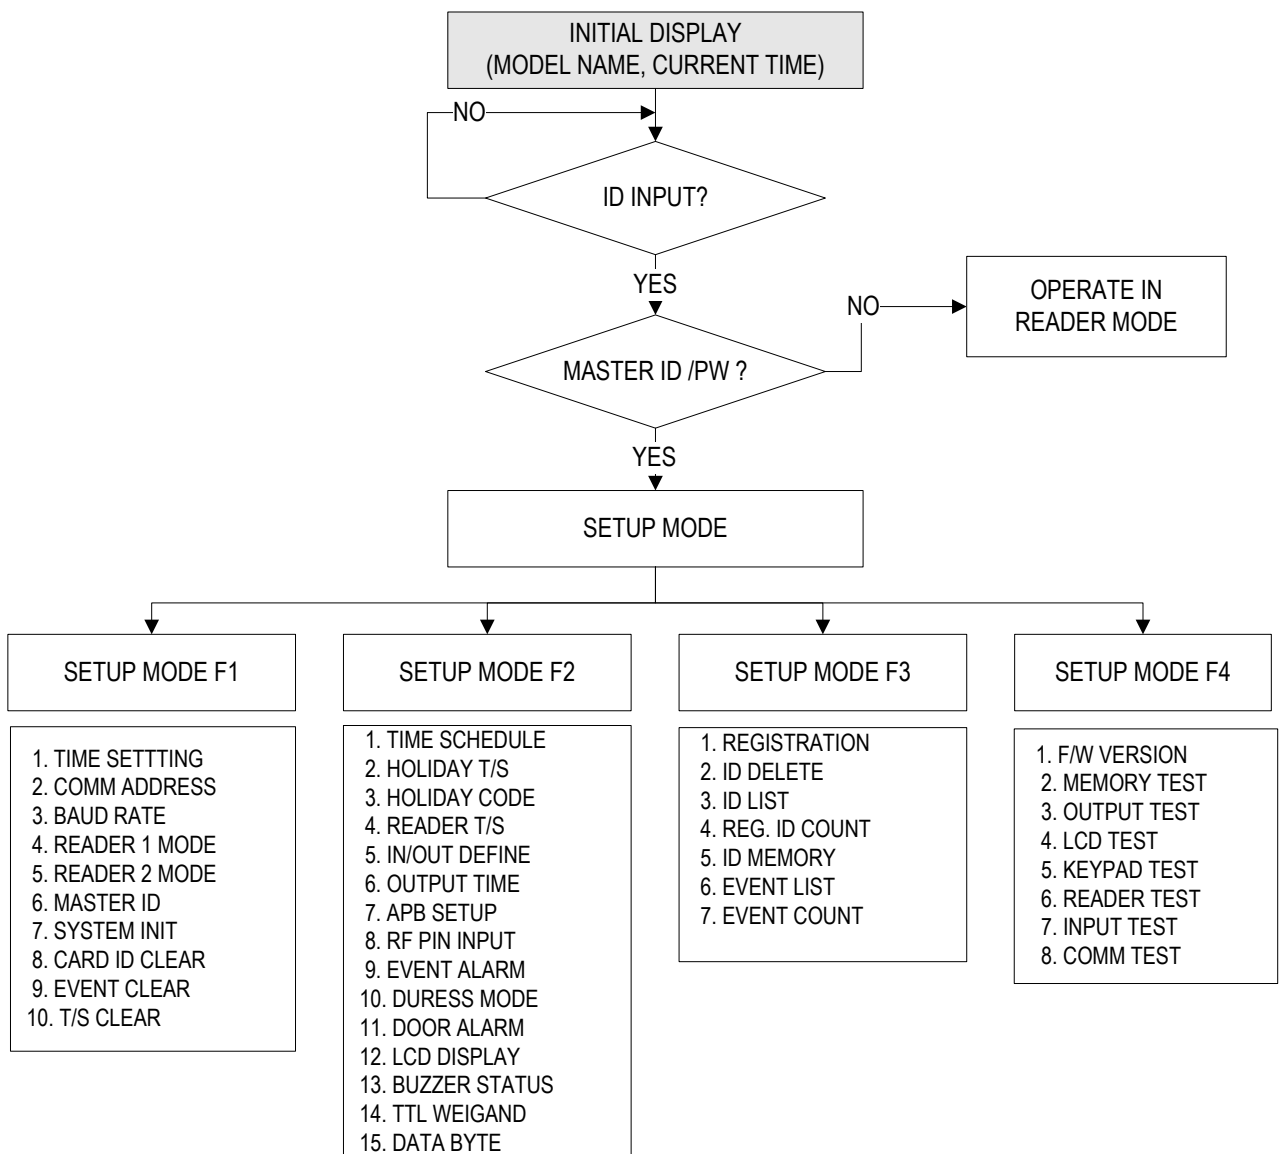 INITIAL DISPLAY
(MODEL NAME, CURRENT TIME)
NO
ID INPUT?
YES
NO
OPERATE IN
READER MODE
MASTER ID /PW ?
YES
SETUP MODE
SETUP MODE F1
SETUP MODE F2
SETUP MODE F3
SETUP MODE F4
1. TIME SETTTING
2. COMM ADDRESS
3. BAUD RATE
4. READER 1 MODE
5. READER 2 MODE
6. MASTER ID
7. SYSTEM INIT
8. CARD ID CLEAR
9. EVENT CLEAR
10. T/S CLEAR
1. TIME SCHEDULE
2. HOLIDAY T/S
3. HOLIDAY CODE
4. READER T/S
5. IN/OUT DEFINE
6. OUTPUT TIME
7. APB SETUP
8. RF PIN INPUT
9. EVENT ALARM
10. DURESS MODE
11. DOOR ALARM
12. LCD DISPLAY
13. BUZZER STATUS
14. TTL WEIGAND
15. DATA BYTE
1. REGISTRATION
2. ID DELETE
3. ID LIST
4. REG. ID COUNT
5. ID MEMORY
6. EVENT LIST
7. EVENT COUNT
1. F/W VERSION
2. MEMORY TEST
3. OUTPUT TEST
4. LCD TEST
5. KEYPAD TEST
6. READER TEST
7. INPUT TEST
8. COMM TEST